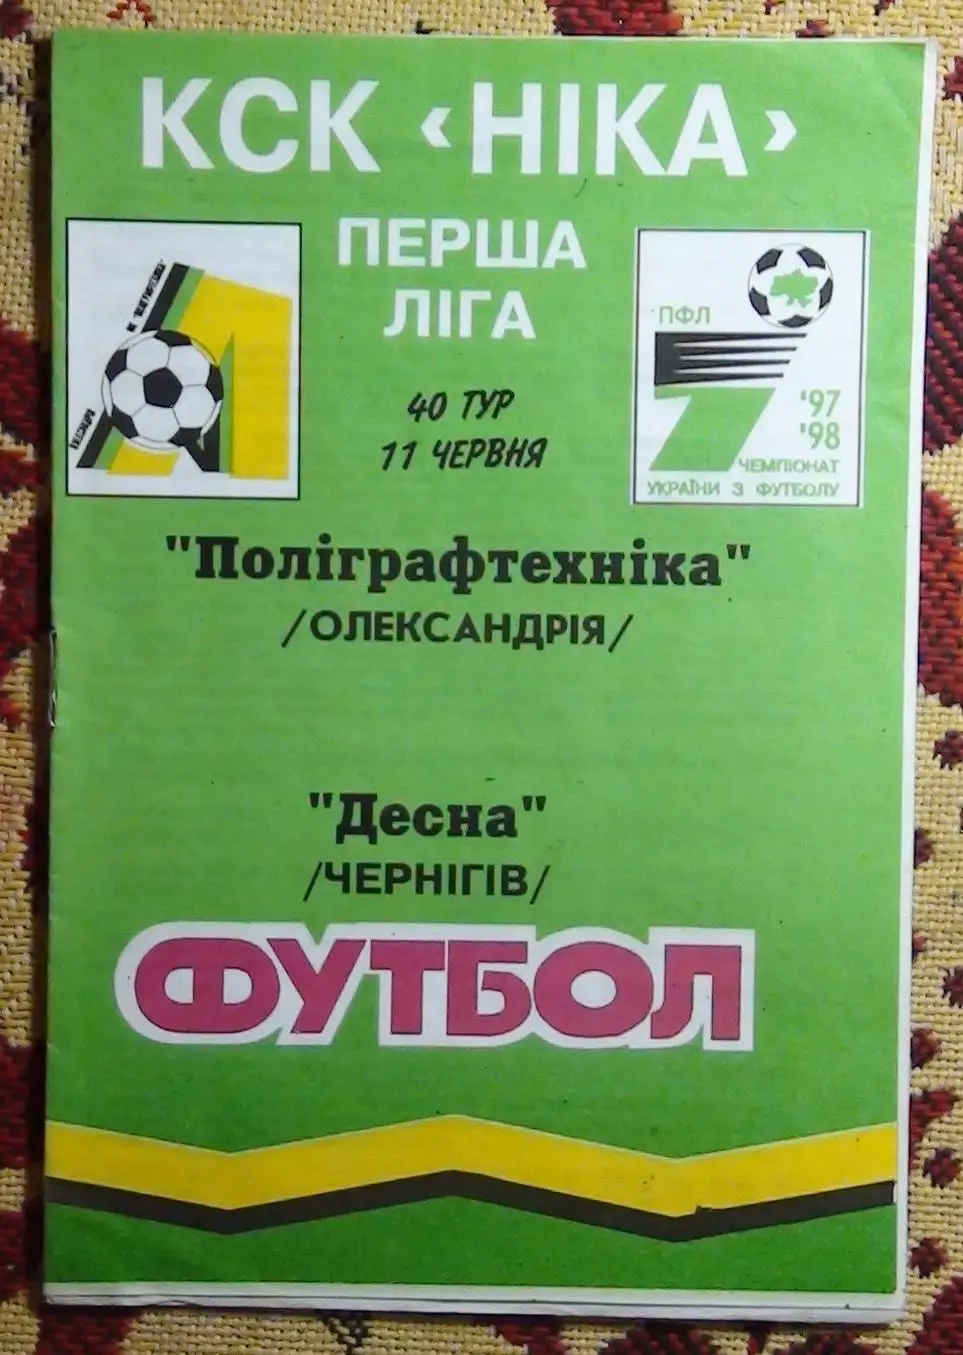 КСК ‹НІКА›
ПЕРША
ЛІГА
40 ТУР
11 ЧЕРВНЯ
ПФЛ
7
'97
'98
ЧЕМПІОНАТ
УКРАЇНИ З ФУТБОЛУ
"Поліграфтехніка"
/ОЛЕКСАНДРІЯ/
"Десна"
/ЧЕРНІГІВ/
ФУТБОЛ